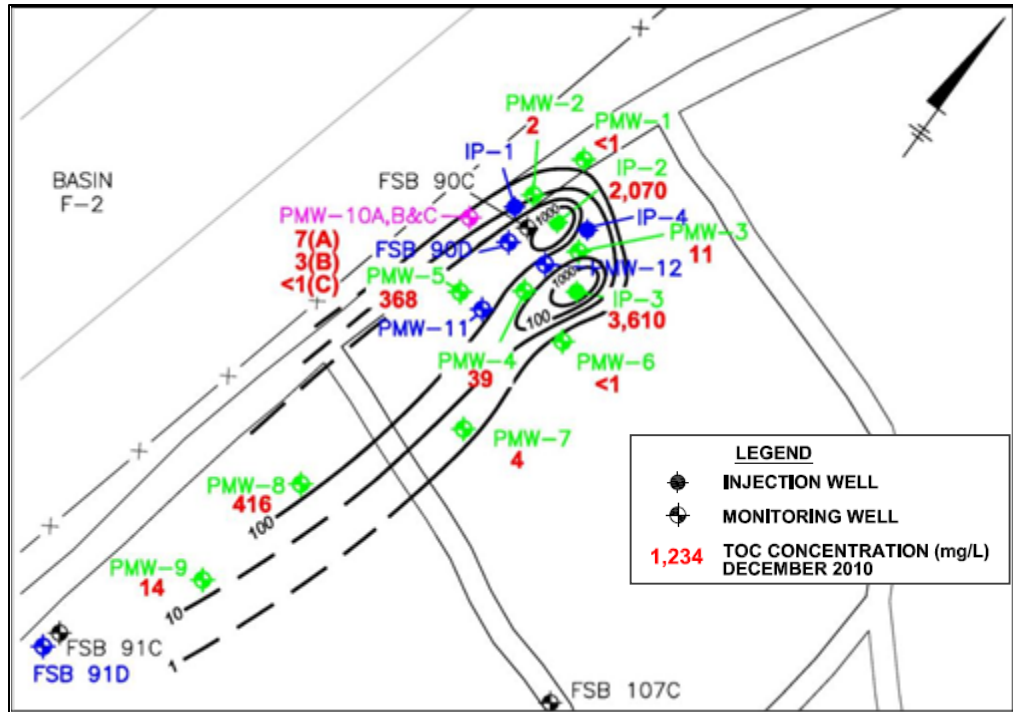 PMW-2
2
PMW-1
<1
IP-1
IP-2
2,070
FSB 90C
BASIN
F-2
PMW-10A,B&C
7(A)
3(B)
<1(C)
1000
IP-4
FSB 90D
PMW-3
11
PMW-12
PMW-5
368
1000
IP-3
3,610
100
PMW-11
PMW-4
39
PMW-6
<1
PMW-7
4
PMW-8
416
100
PMW-9
14
10
1
FSB 91C
FSB 91D
FSB 107C
LEGEND
INJECTION WELL
MONITORING WELL
1,234 TOC CONCENTRATION (mg/L)
DECEMBER 2010